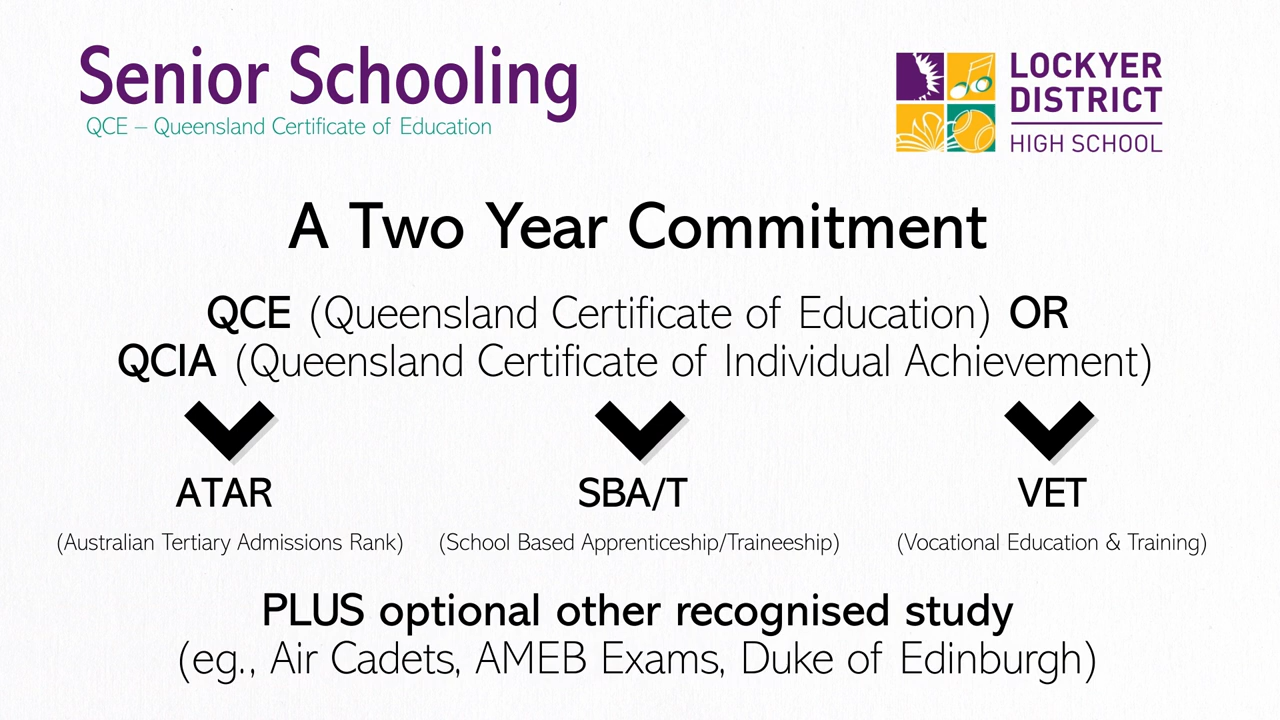 Senior Schooling
QCE – Queensland Certificate of Education
LOCKYER
DISTRICT
HIGH SCHOOL
A Two Year Commitment
QCE (Queensland Certificate of Education) OR
QCIA (Queensland Certificate of Individual Achievement)
ATAR
(Australian Tertiary Admissions Rank)
SBA/T
(School Based Apprenticeship/Traineeship)
VET
(Vocational Education & Training)
PLUS optional other recognised study
(eg., Air Cadets, AMEB Exams, Duke of Edinburgh)